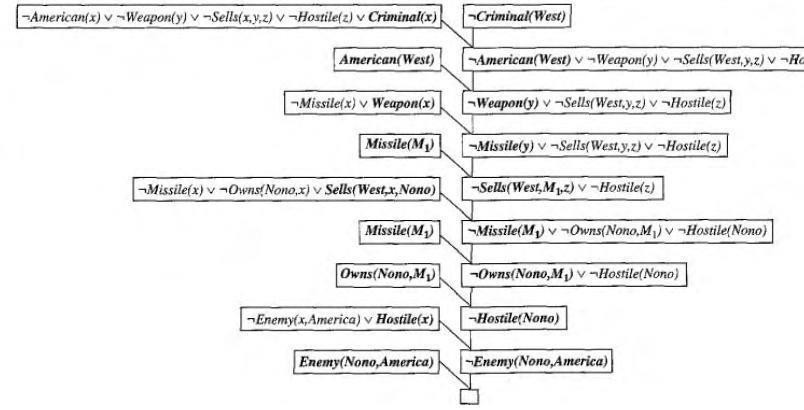 ¬American(x) ∨ ¬Weapon(y) ∨ ¬Sells(x,y,z) ∨ ¬Hostile(z) ∨ Criminal(x) ¬Criminal(West)
American(West) ¬American(West) ∨ ¬Weapon(y) ∨ ¬Sells(West,y,z) ∨ ¬Ho
¬Missile(x) ∨ Weapon(x) ¬Weapon(y) ∨ ¬Sells(West,y,z) ∨ ¬Hostile(z)
Missile(M₁) ¬Missile(y) ∨ ¬Sells(West,y,z) ∨ ¬Hostile(z)
¬Missile(x) ∨ ¬Owns(Nono,x) ∨ Sells(West,x,Nono) ¬Sells(West,M₁,z) ∨ ¬Hostile(z)
Missile(M₁) ¬Missile(M₁) ∨ ¬Owns(Nono,M₁) ∨ ¬Hostile(Nono)
Owns(Nono,M₁) ¬Owns(Nono,M₁) ∨ ¬Hostile(Nono)
¬Enemy(x,America) ∨ Hostile(x) ¬Hostile(Nono)
Enemy(Nono,America) ¬Enemy(Nono,America)